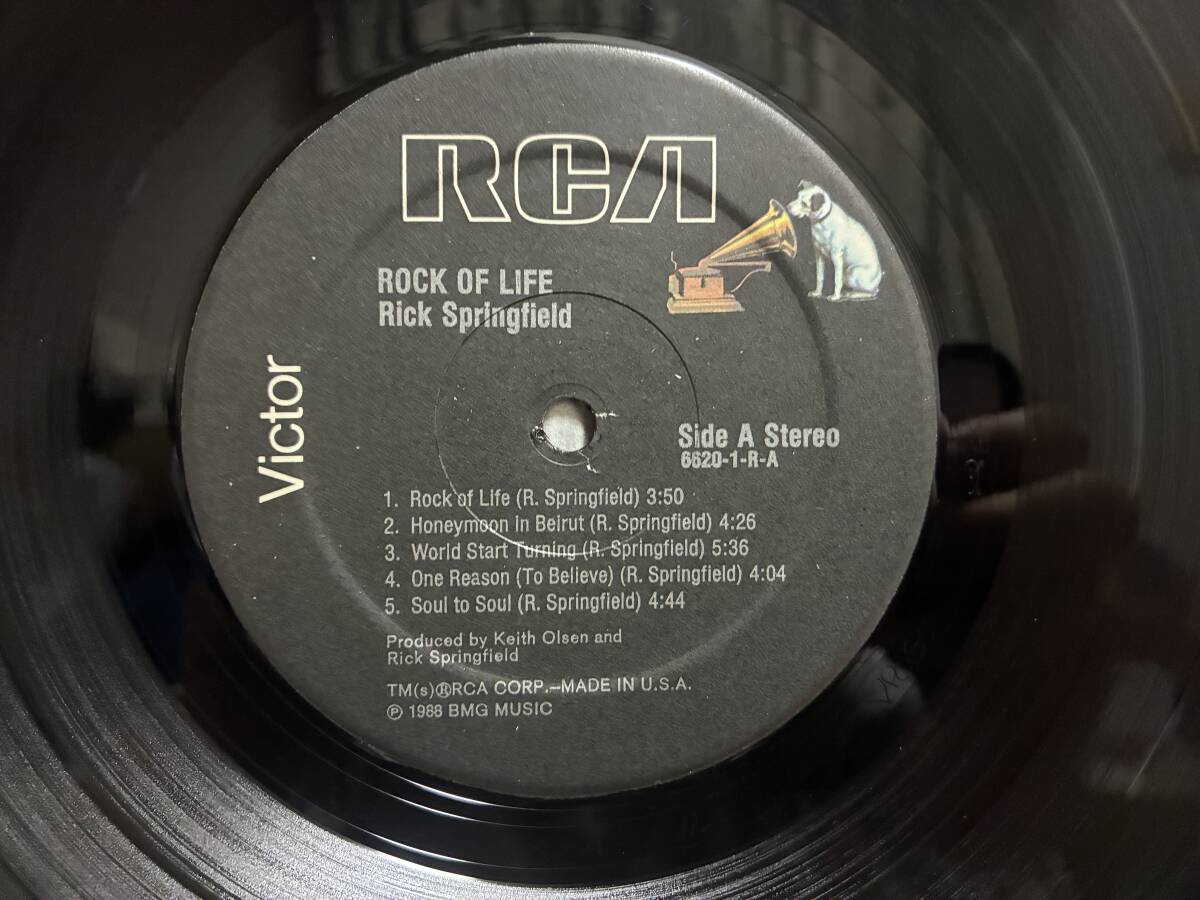 RCA
ROCK OF LIFE
Rick Springfield
Victor
Side A Stereo
6620-1-R-A
1. Rock of Life (R. Springfield) 3:50
2. Honeymoon in Beirut (R. Springfield) 4:26
3. World Start Turning (R. Springfield) 5:36
4. One Reason (To Believe) (R. Springfield) 4:04
5. Soul to Soul (R. Springfield) 4:44
Produced by Keith Olsen and
Rick Springfield
TM(s)®RCA CORP.—MADE IN U.S.A.
℗ 1988 BMG MUSIC